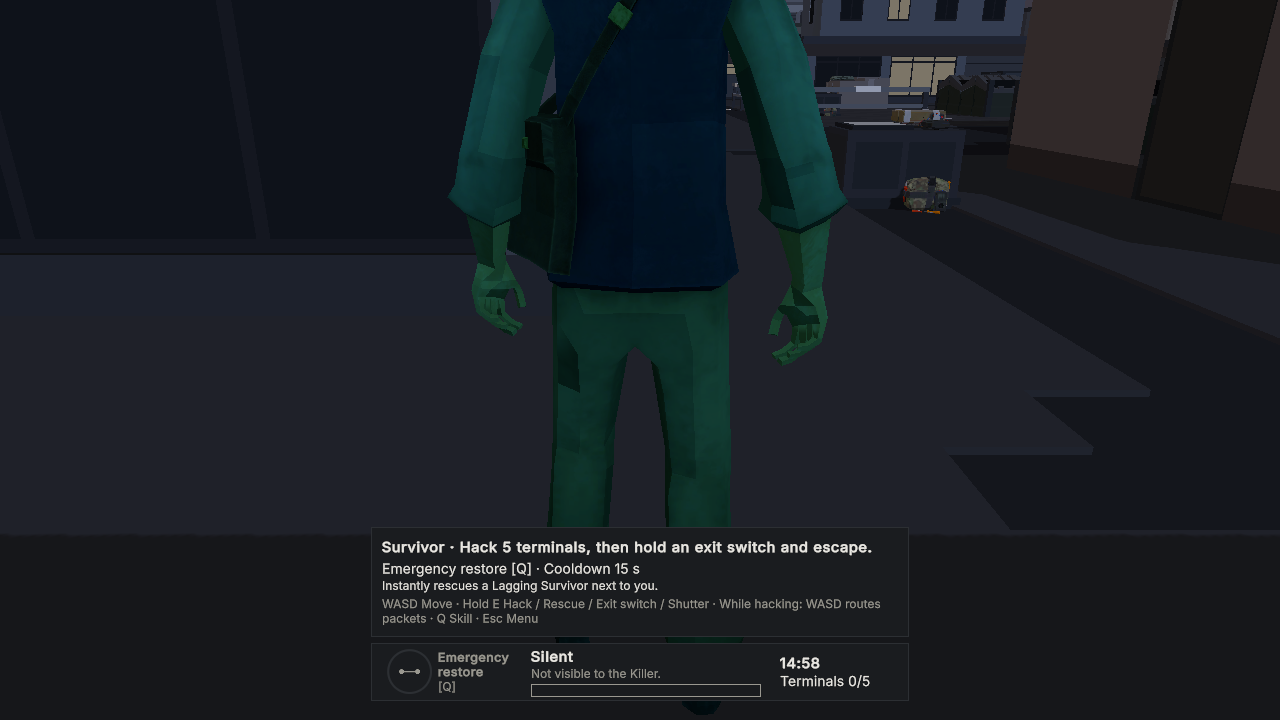 Survivor · Hack 5 terminals, then hold an exit switch and escape.
Emergency restore [Q] · Cooldown 15 s
Instantly rescues a Lagging Survivor next to you.
WASD Move · Hold E Hack / Rescue / Exit switch / Shutter · While hacking: WASD routes
packets · Q Skill · Esc Menu
Emergency
restore
[Q]
Silent
Not visible to the Killer.
14:58
Terminals 0/5